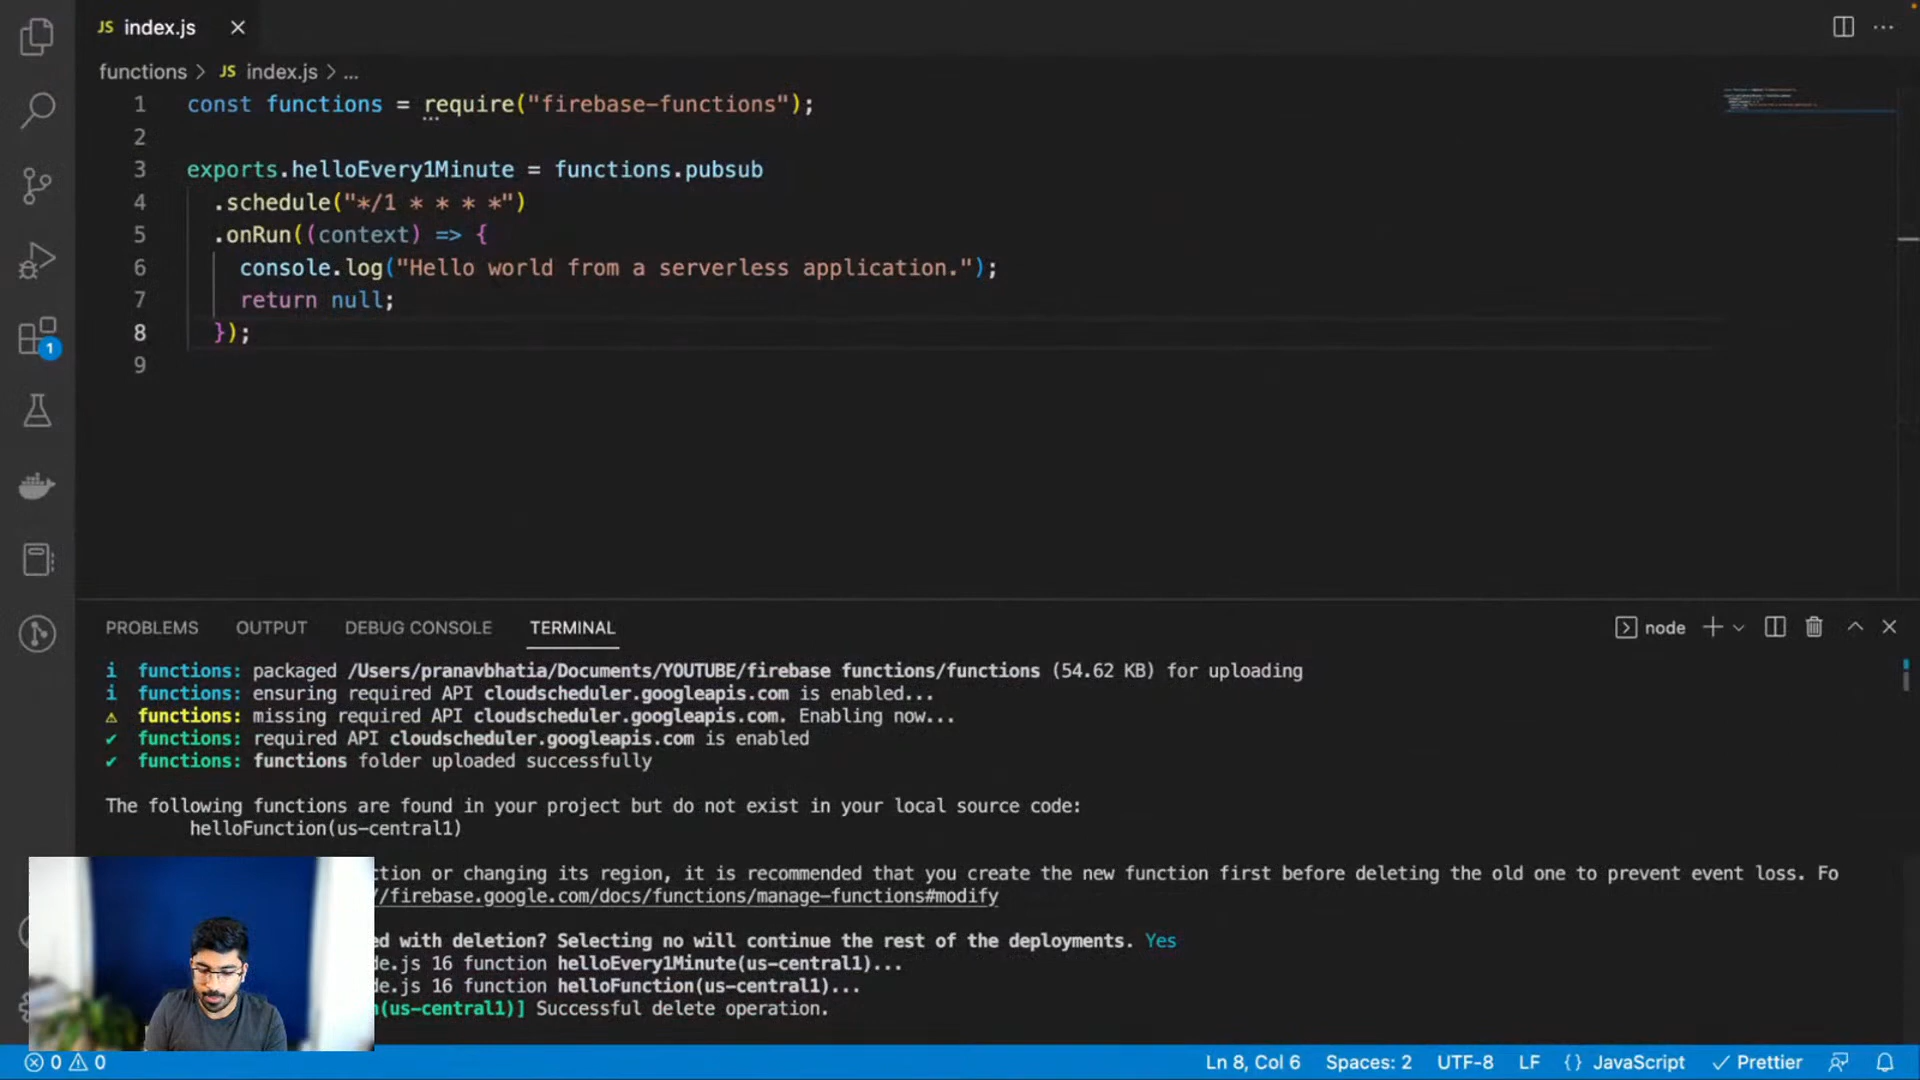 JS index.js
functions > JS index.js > ...
1 const functions = require("firebase-functions");
2
3 exports.helloEvery1Minute = functions.pubsub
4 .schedule("*/1 * * * *")
5 .onRun((context) => {
6 console.log("Hello world from a serverless application.");
7 return null;
8 });
9
1
PROBLEMS OUTPUT DEBUG CONSOLE TERMINAL node
i functions: packaged /Users/pranavbhatia/Documents/YOUTUBE/firebase functions/functions (54.62 KB) for uploading
i functions: ensuring required API cloudscheduler.googleapis.com is enabled...
⚠ functions: missing required API cloudscheduler.googleapis.com. Enabling now...
✔ functions: required API cloudscheduler.googleapis.com is enabled
✔ functions: functions folder uploaded successfully
The following functions are found in your project but do not exist in your local source code:
helloFunction(us-central1)
ction or changing its region, it is recommended that you create the new function first before deleting the old one to prevent event loss. Fo
//firebase.google.com/docs/functions/manage-functions#modify
ed with deletion? Selecting no will continue the rest of the deployments. Yes
de.js 16 function helloEvery1Minute(us-central1)...
de.js 16 function helloFunction(us-central1)...
n(us-central1)] Successful delete operation.
0 0 Ln 8, Col 6 Spaces: 2 UTF-8 LF {} JavaScript Prettier